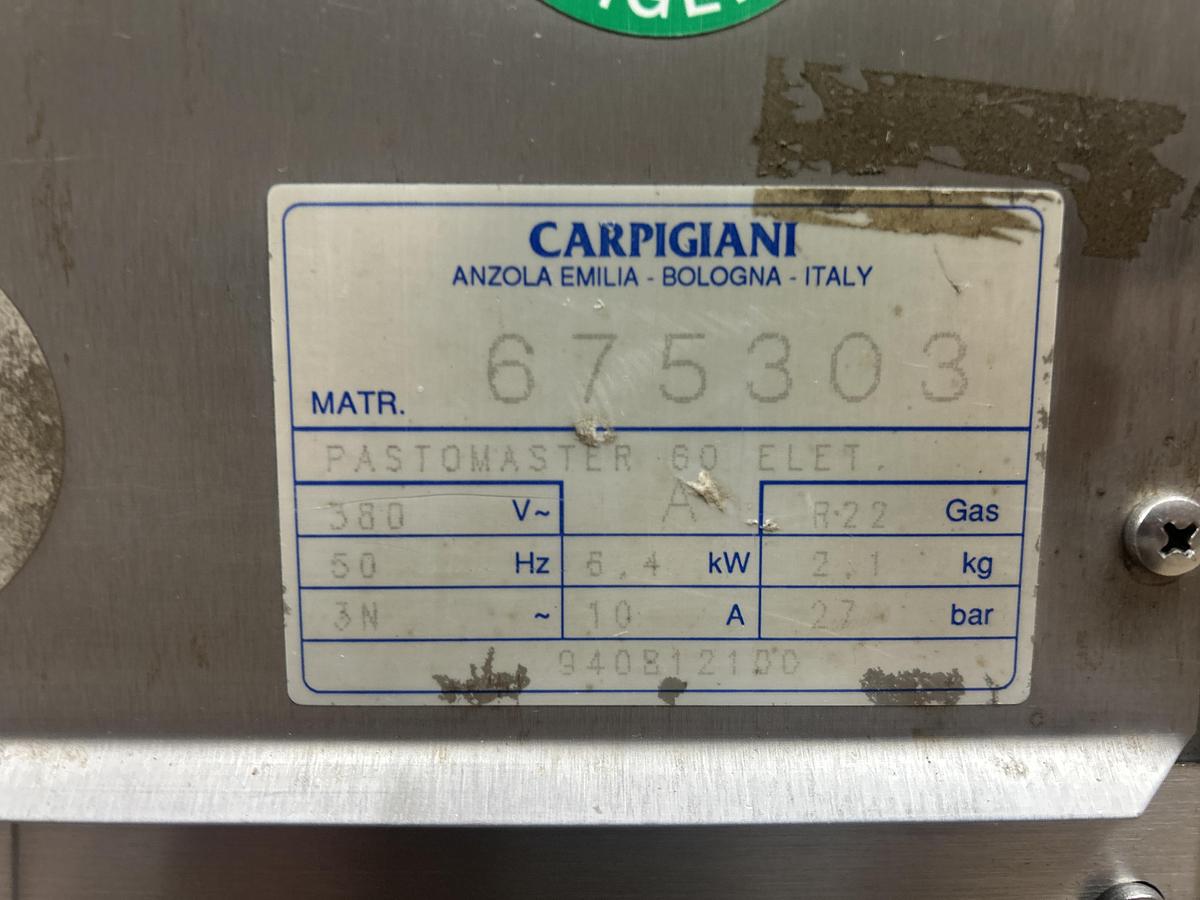 CARPIGIANI
ANZOLA EMILIA - BOLOGNA - ITALY
MATR. 675303
PASTOMASTER 60 ELET.
A
380 V~ R22 Gas
50 Hz 6,4 kW 2.1 kg
3N ~ 10 A 27 bar
940812100